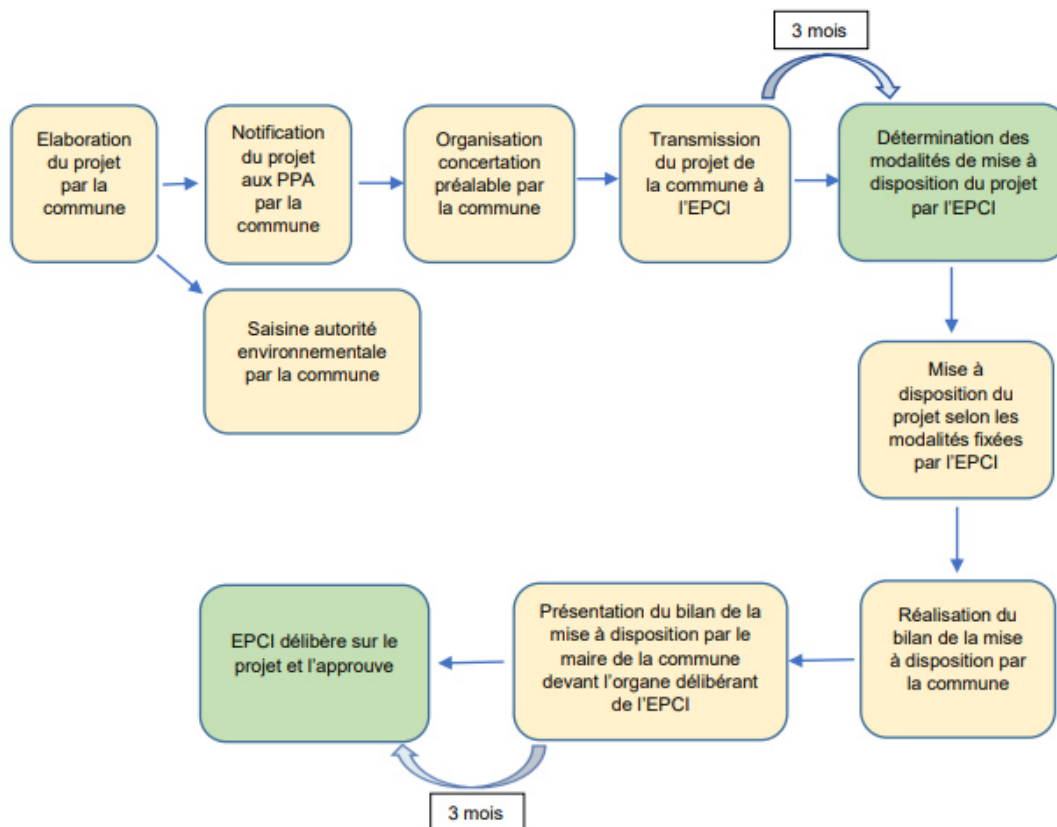 3 mois
Elaboration
du projet
par la
commune
Notification
du projet
aux PPA
par la
commune
Organisation
concertation
préalable par
la commune
Transmission
du projet de
la commune à
l'EPCI
Détermination des
modalités de mise à
disposition du projet
par l'EPCI
Saisine autorité
environnementale
par la commune
Mise à
disposition du
projet selon les
modalités fixées
par l'EPCI
Réalisation du
bilan de la mise
à disposition par
la commune
Présentation du bilan de la
mise à disposition par le
maire de la commune
devant l'organe délibérant
de l'EPCI
EPCI délibère sur le
projet et l'approuve
3 mois